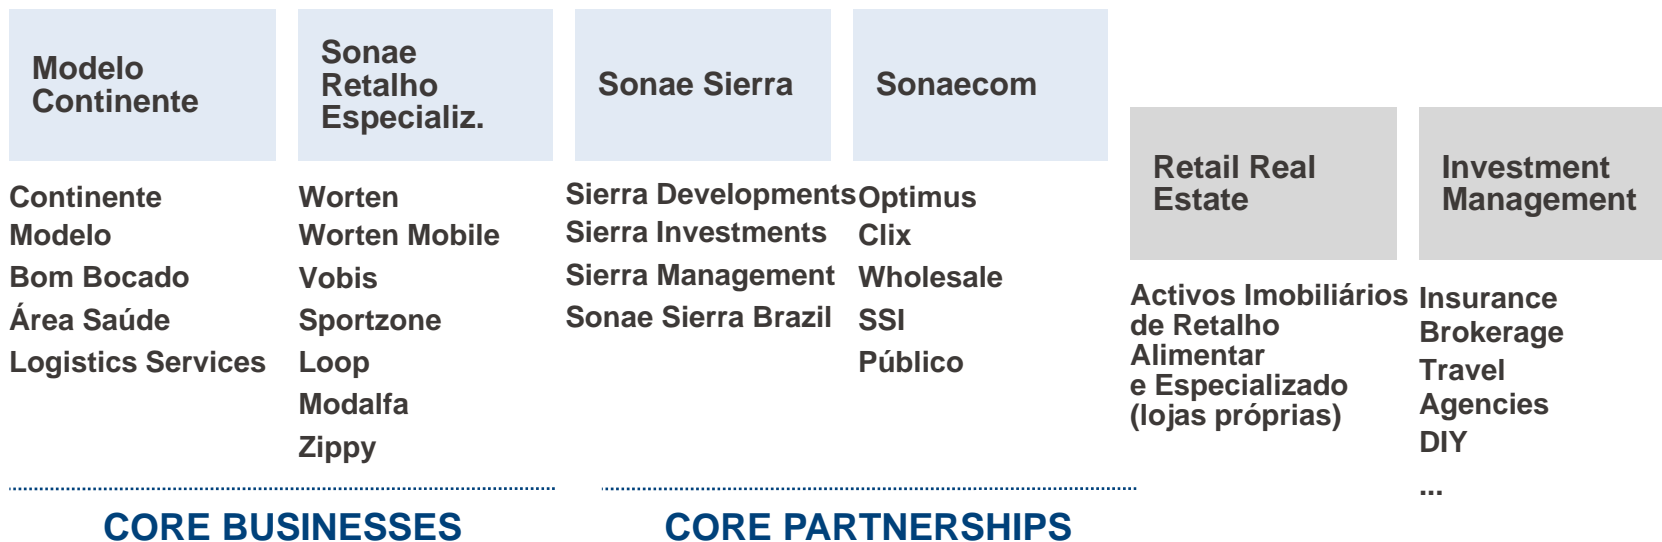 Modelo
Continente
Continente
Modelo
Bom Bocado
Área Saúde
Logistics Services
Sonae
Retalho
Especializ.
Worten
Worten Mobile
Vobis
Sportzone
Loop
Modalfa
Zippy
CORE BUSINESSES
Sonae Sierra
Sierra Developments
Sierra Investments
Sierra Management
Sonae Sierra Brazil
Sonaecom
Optimus
Clix
Wholesale
SSI
Público
CORE PARTNERSHIPS
Retail Real
Estate
Activos Imobiliários
de Retalho
Alimentar
e Especializado
(lojas próprias)
Investment
Management
Insurance
Brokerage
Travel
Agencies
DIY
...